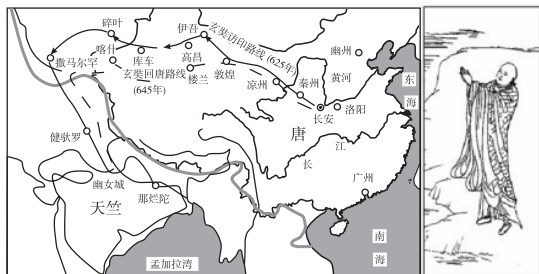 碎叶
伊吾
玄奘访印路线(625年)
幽州
喀什
高昌
撒马尔罕
库车
玄奘回唐路线
楼兰
敦煌
(645年)
凉州
秦州
黄河
东
海
长安
洛阳
唐
健驮罗
长
江
曲女城
那烂陀
天竺
广州
南
海
孟加拉湾